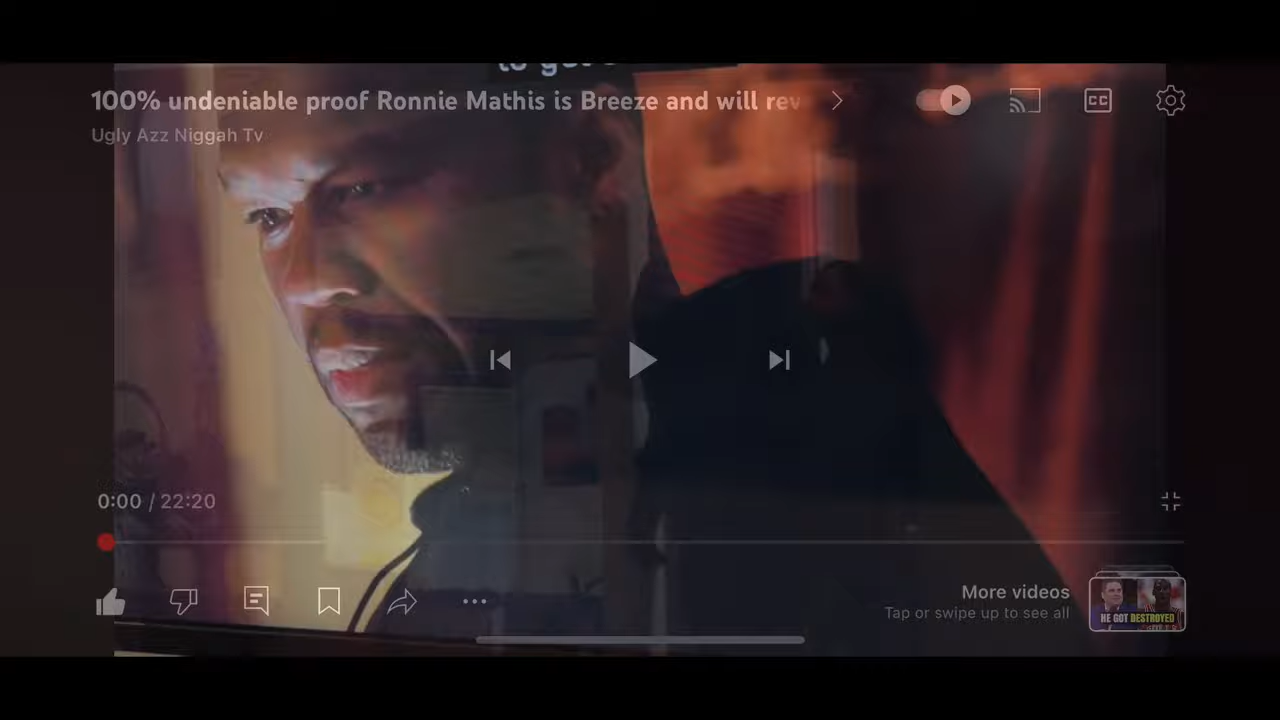 100% undeniable proof Ronnie Mathis is Breeze and will rev
Ugly Azz Niggah Tv
CC
0:00 / 22:20
More videos
Tap or swipe up to see all
HE GOT DESTROYED